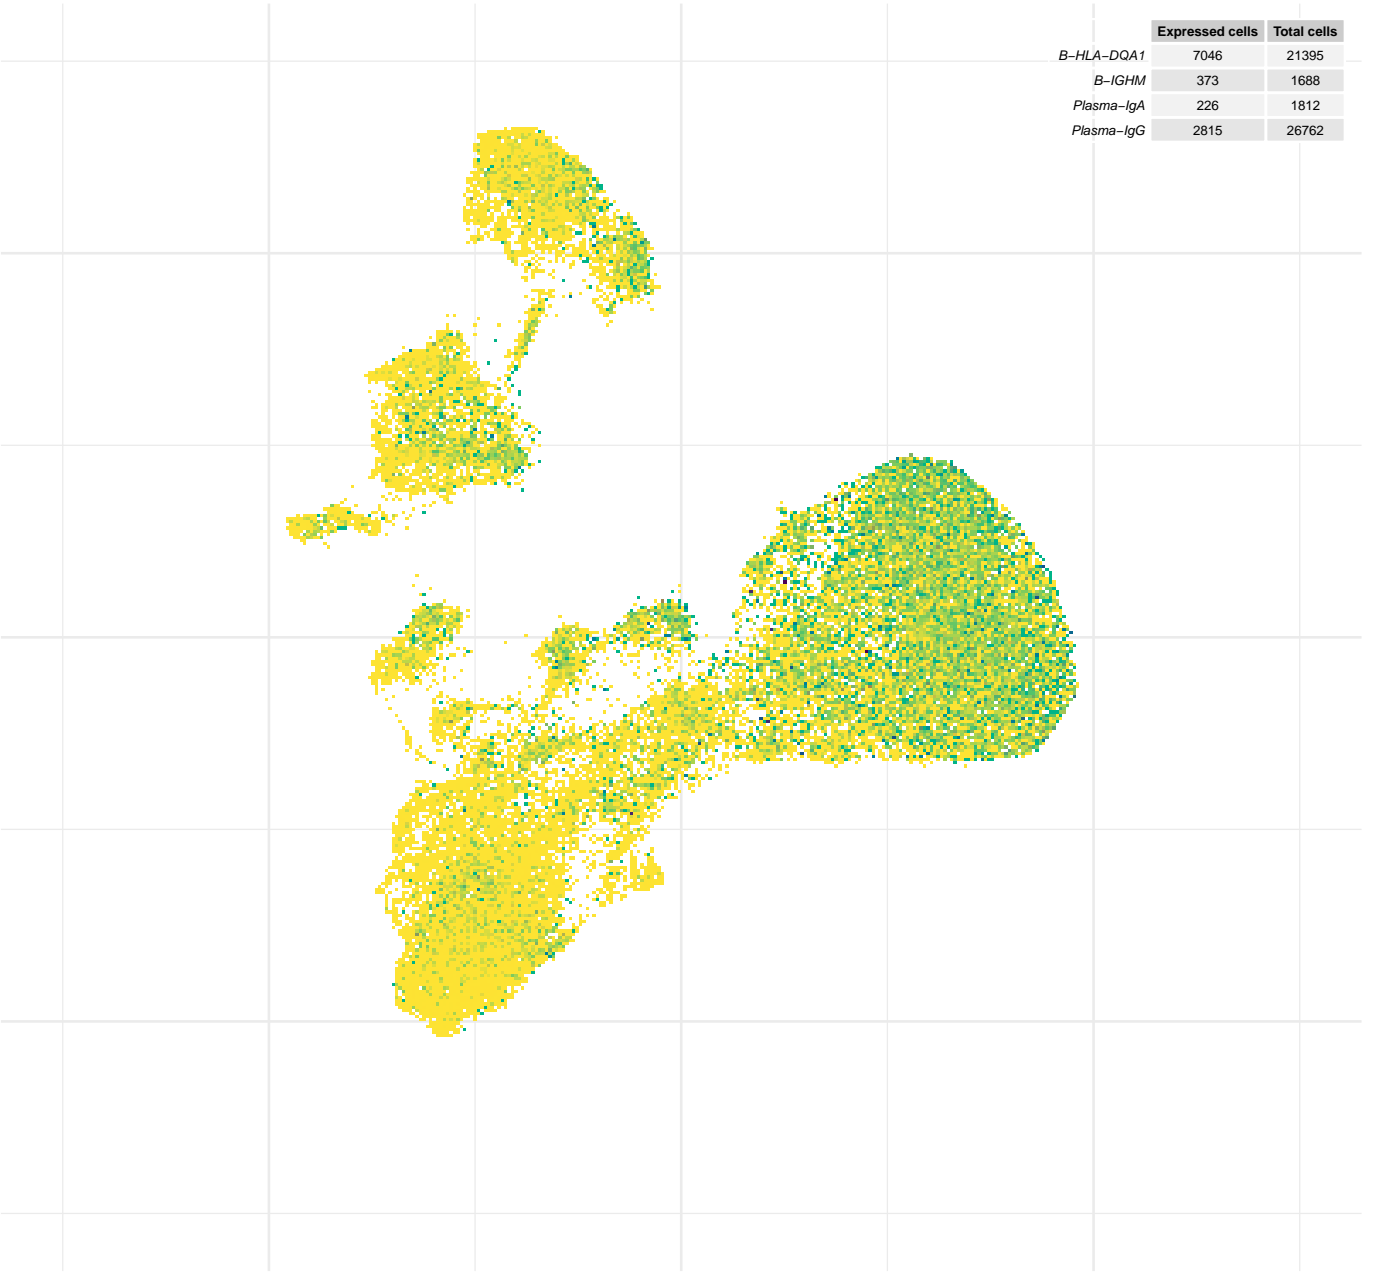 Expressed cells Total cells
B−HLA−DQA1 7046 21395
B−IGHM 373 1688
Plasma−IgA 226 1812
Plasma−IgG 2815 26762